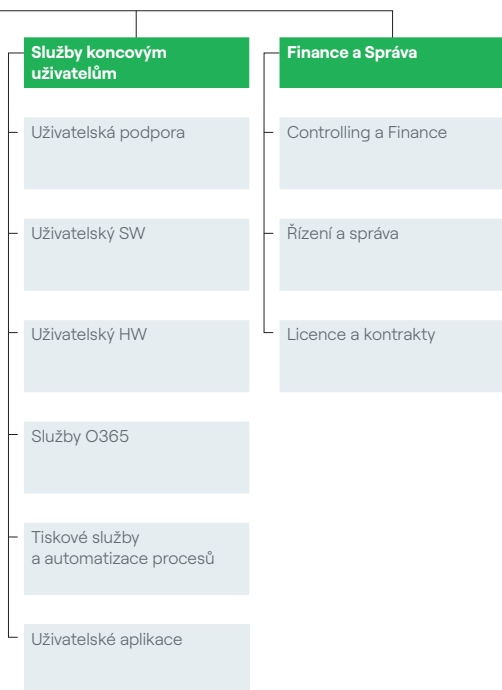 Služby koncovým
uživatelům
Uživatelská podpora
Uživatelský SW
Uživatelský HW
Služby O365
Tiskové služby
a automatizace procesů
Uživatelské aplikace
Finance a Správa
Controlling a Finance
Řízení a správa
Licence a kontrakty